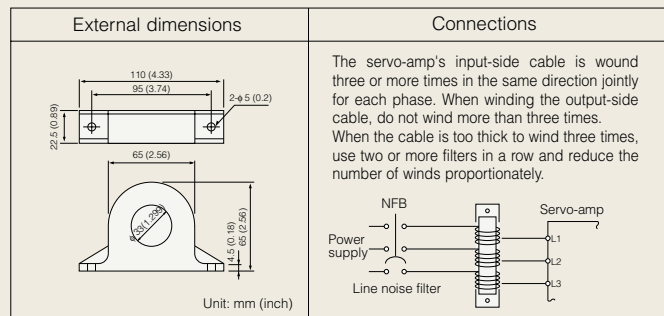 External dimensions
110 (4.33)
95 (3.74)
2-ϕ 5 (0.2)
22.5 (0.89)
65 (2.56)
ϕ 33(1.299)
4.5 (0.18)
65 (2.56)
Unit: mm (inch)
Connections
The servo-amp's input-side cable is wound
three or more times in the same direction jointly
for each phase. When winding the output-side
cable, do not wind more than three times.
When the cable is too thick to wind three times,
use two or more filters in a row and reduce the
number of winds proportionately.
NFB
Servo-amp
Power
supply
L1
L2
L3
Line noise filter